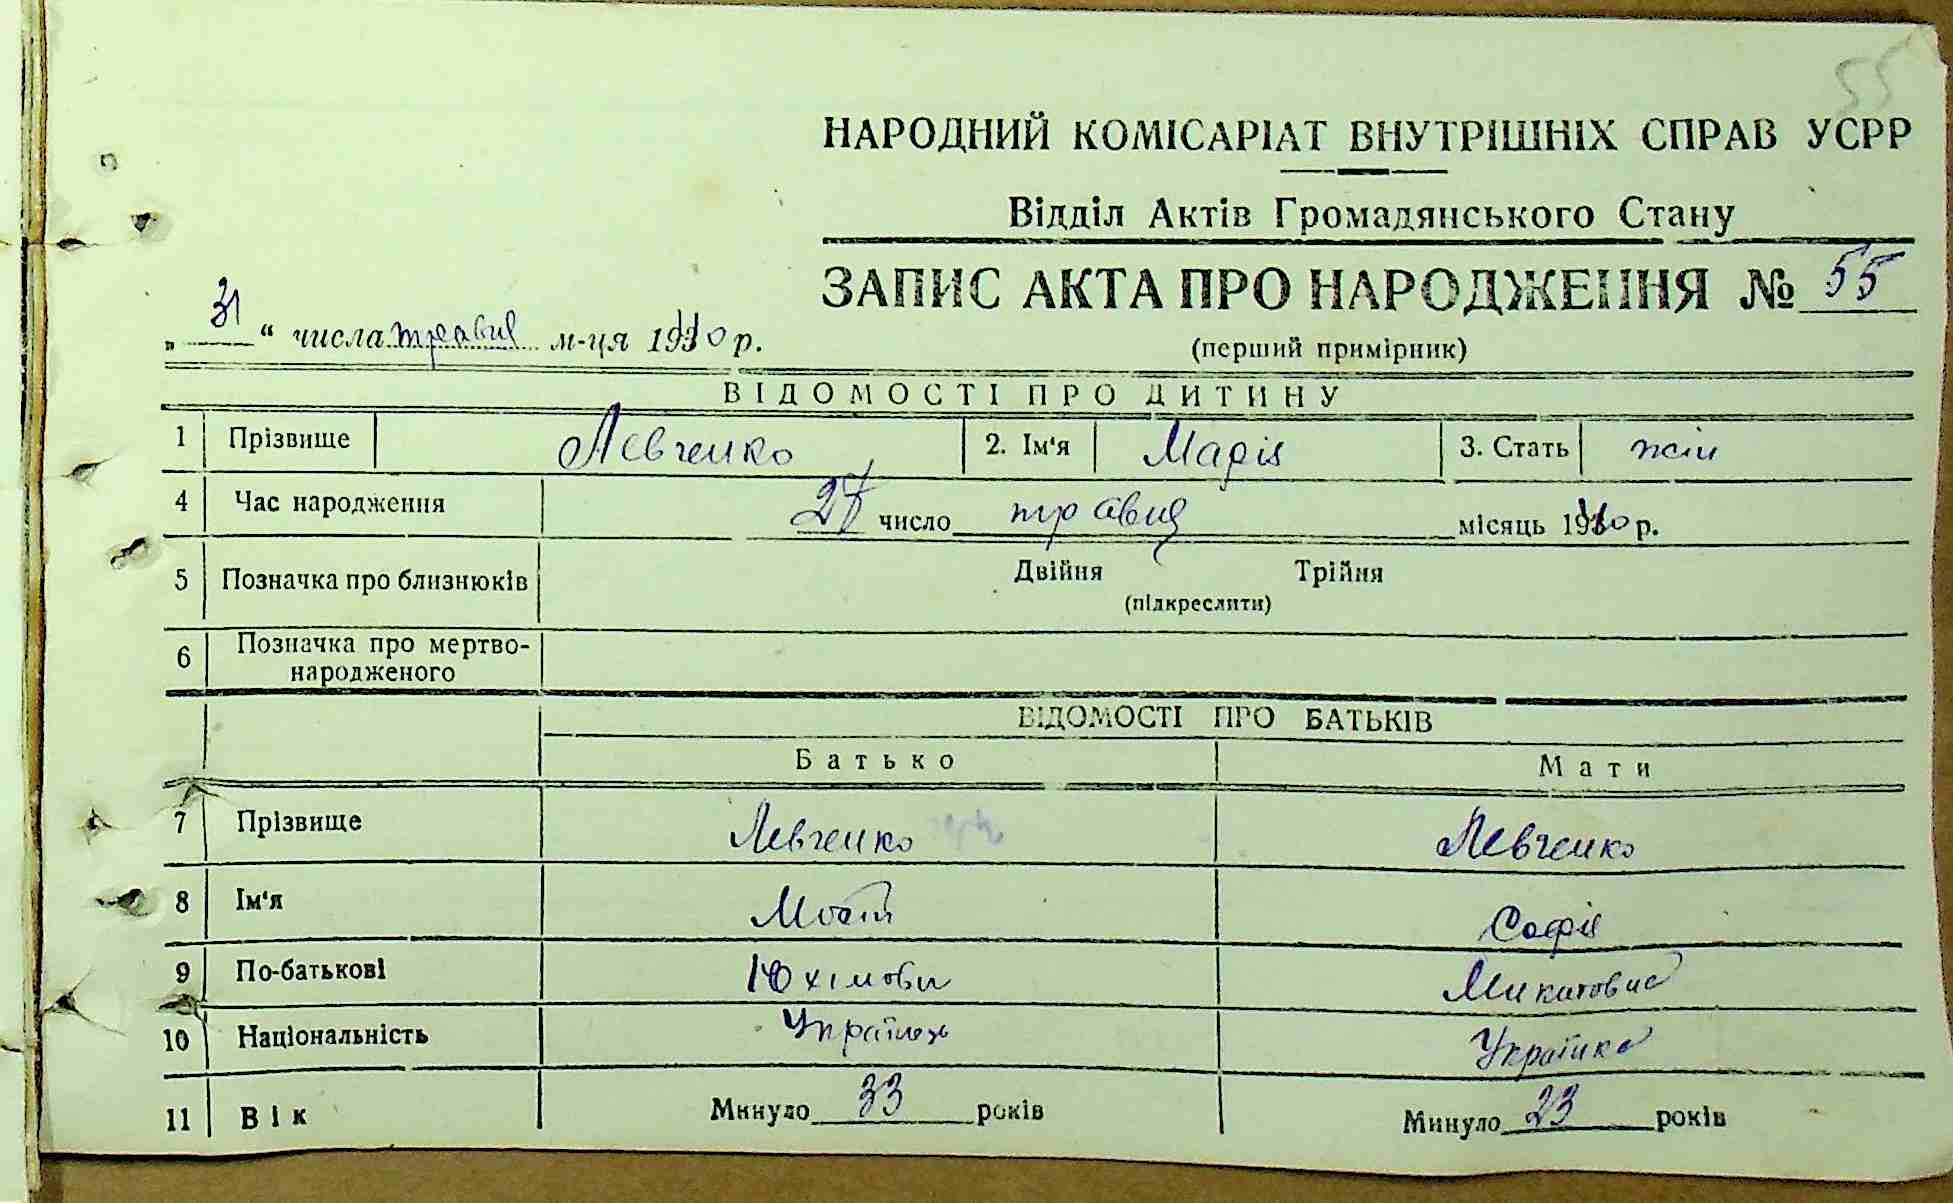 55
НАРОДНИЙ КОМІСАРІАТ ВНУТРІШНІХ СПРАВ УСРР
Відділ Актів Громадянського Стану
ЗАПИС АКТА ПРО НАРОДЖЕННЯ № 55
„ 31 “ числа травня м-ця 1940 р.
(перший примірник)
ВІДОМОСТІ ПРО ДИТИНУ
1 Прізвище Левченко 2. Ім'я Марія 3. Стать жін
4 Час народження 27 число травня місяць 1940 р.
5 Позначка про близнюків Двійня Трійня
(підкреслити)
6 Позначка про мертво-
народженого
ВІДОМОСТІ ПРО БАТЬКІВ
Батько Мати
7 Прізвище Левченко Левченко
8 Ім'я Софія
9 По-батькові Юхімови
10 Національність Українець Українка
11 Вік Минуло 33 років Минуло 23 років